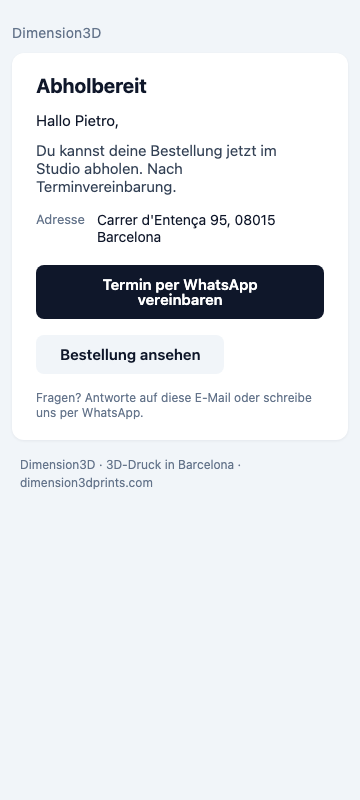 Dimension3D
Abholbereit
Hallo Pietro,
Du kannst deine Bestellung jetzt im
Studio abholen. Nach
Terminvereinbarung.
Adresse Carrer d'Entença 95, 08015
Barcelona
Termin per WhatsApp
vereinbaren
Bestellung ansehen
Fragen? Antworte auf diese E-Mail oder schreibe
uns per WhatsApp.
Dimension3D · 3D-Druck in Barcelona ·
dimension3dprints.com